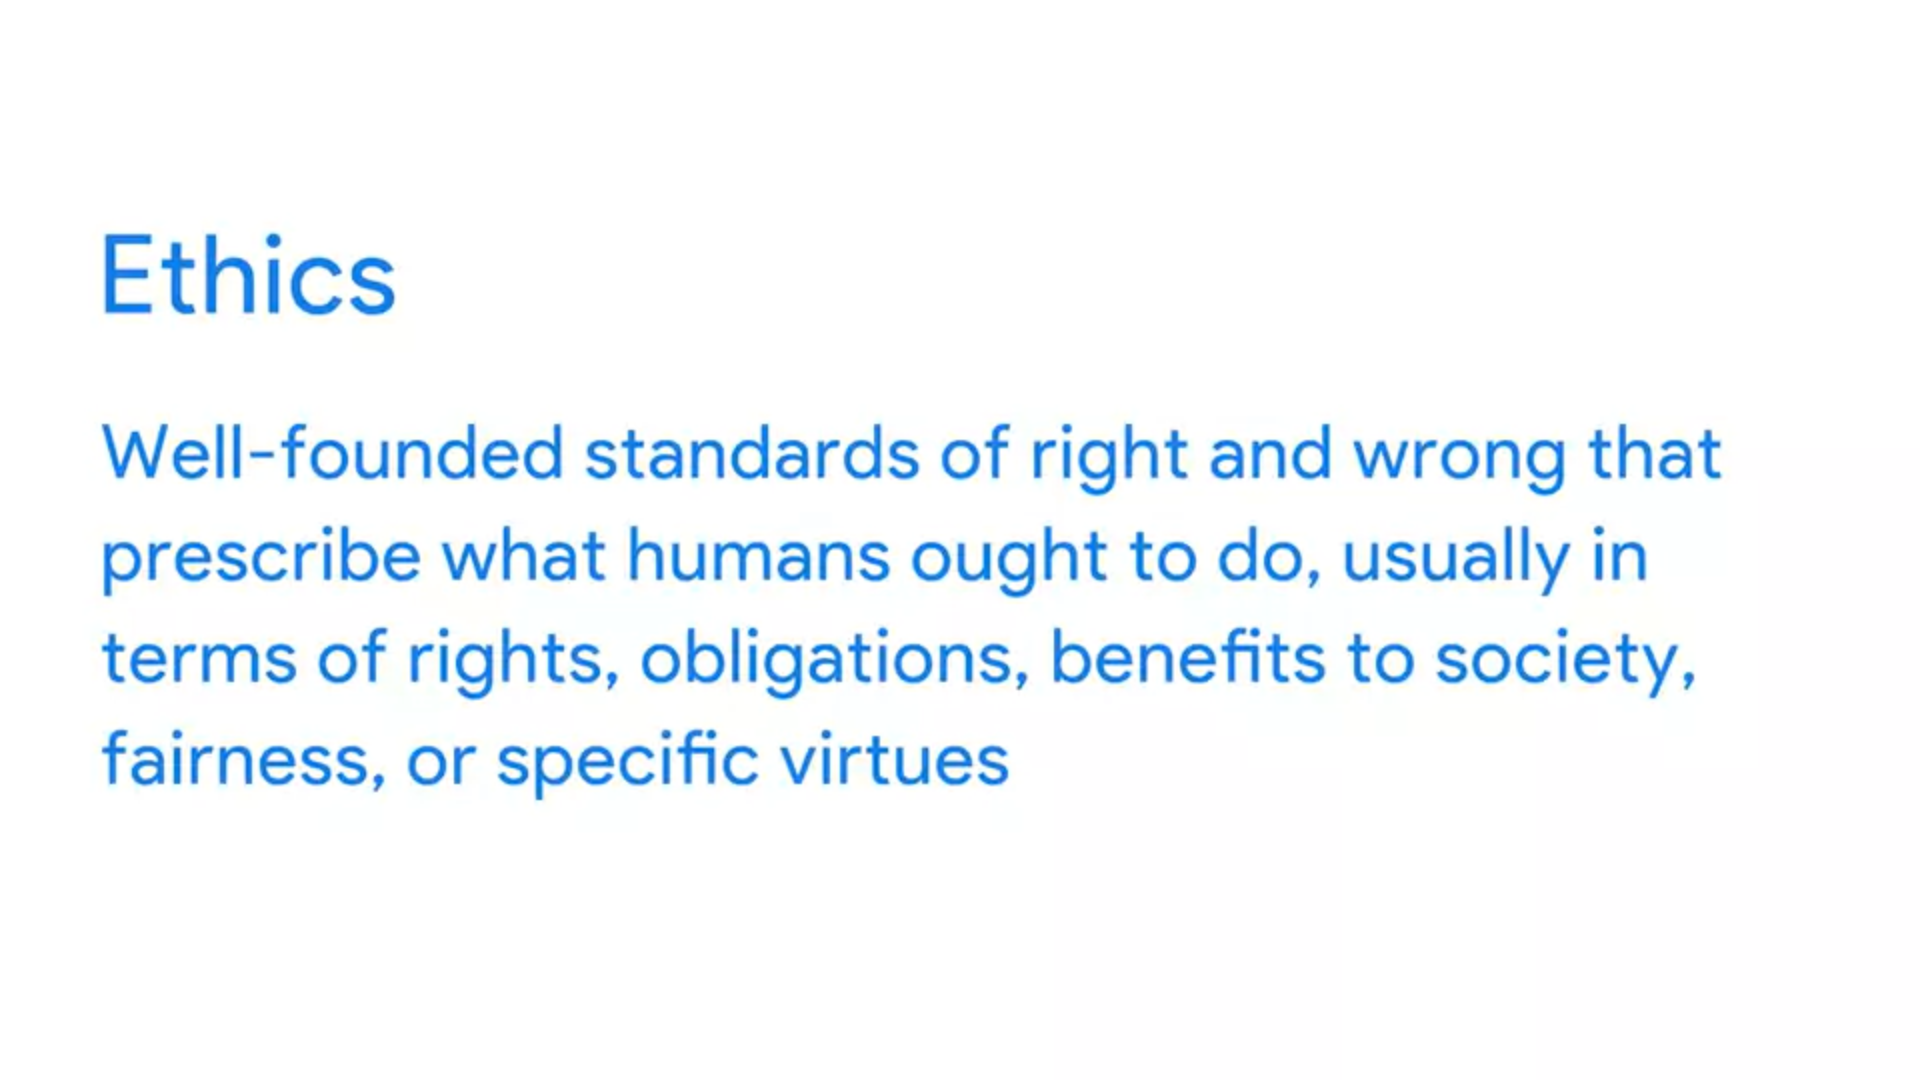 Ethics
Well-founded standards of right and wrong that
prescribe what humans ought to do, usually in
terms of rights, obligations, benefits to society,
fairness, or specific virtues